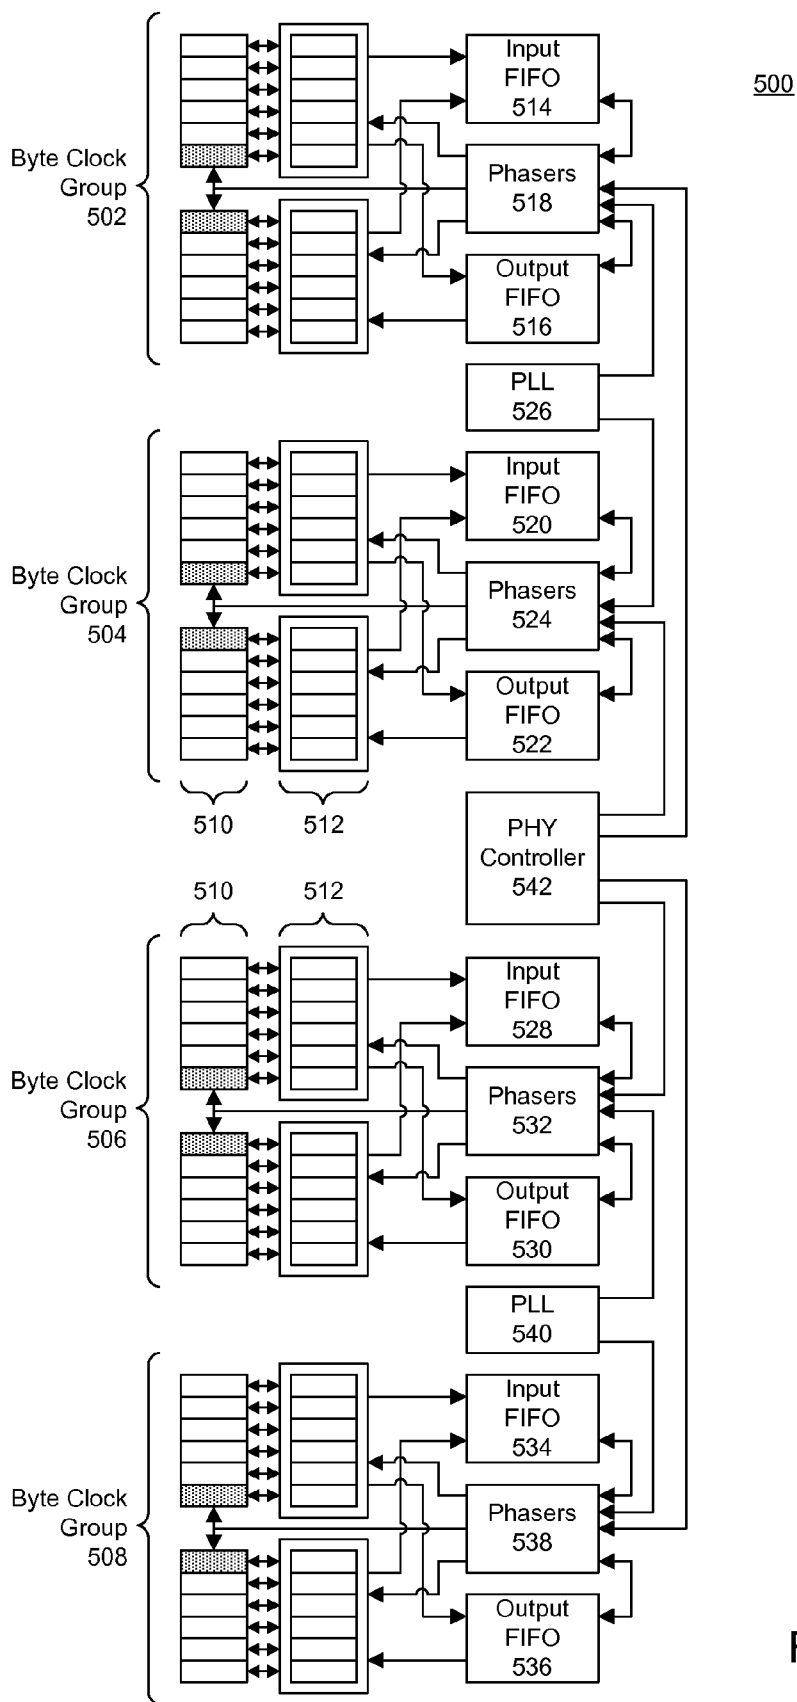 500
Byte Clock
Group
502
Input
FIFO
514
Phasers
518
Output
FIFO
516
PLL
526
Byte Clock
Group
504
Input
FIFO
520
Phasers
524
Output
FIFO
522
510
512
PHY
Controller
542
510
512
Byte Clock
Group
506
Input
FIFO
528
Phasers
532
Output
FIFO
530
PLL
540
Byte Clock
Group
508
Input
FIFO
534
Phasers
538
Output
FIFO
536